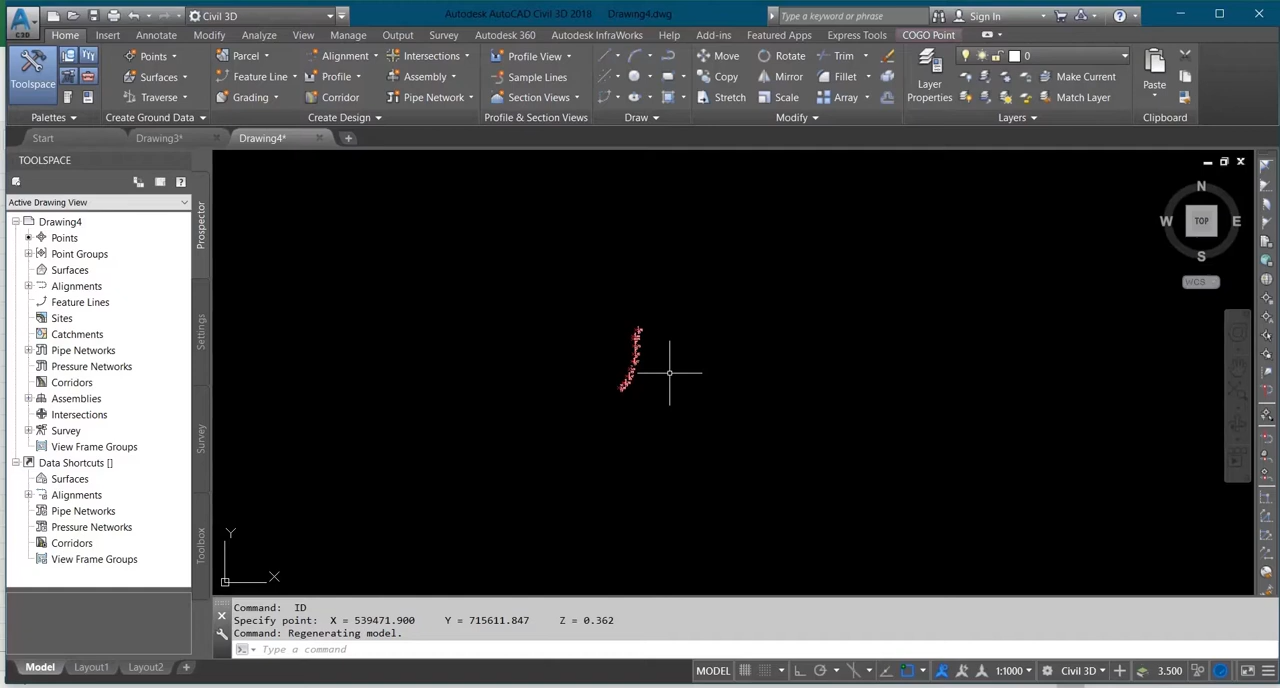 Civil 3D
Autodesk AutoCAD Civil 3D 2018 Drawing4.dwg
Type a keyword or phrase
Sign In
C3D
Home Insert Annotate Modify Analyze View Manage Output Survey Autodesk 360 Autodesk InfraWorks Help Add-ins Featured Apps Express Tools COGO Point
Points Parcel Alignment Intersections Profile View Move Rotate Trim 0
Toolspace Surfaces Feature Line Profile Assembly Sample Lines Copy Mirror Fillet Layer Properties Make Current Paste
Traverse Grading Corridor Pipe Network Section Views Stretch Scale Array Match Layer
Palettes Create Ground Data Create Design Profile & Section Views Draw Modify Layers Clipboard
Start Drawing3* Drawing4*
TOOLSPACE
Active Drawing View
Drawing4
Points
Point Groups
Surfaces
Alignments
Feature Lines
Sites
Catchments
Pipe Networks
Pressure Networks
Corridors
Assemblies
Intersections
Survey
View Frame Groups
Data Shortcuts []
Surfaces
Alignments
Pipe Networks
Pressure Networks
Corridors
View Frame Groups
Prospector
Settings
Survey
Toolbox
N
W TOP E
S
WCS
Y
X
Command: ID
Specify point: X = 539471.900 Y = 715611.847 Z = 0.362
Command: Regenerating model.
Type a command
Model Layout1 Layout2 +
MODEL 1:1000 Civil 3D 3.500